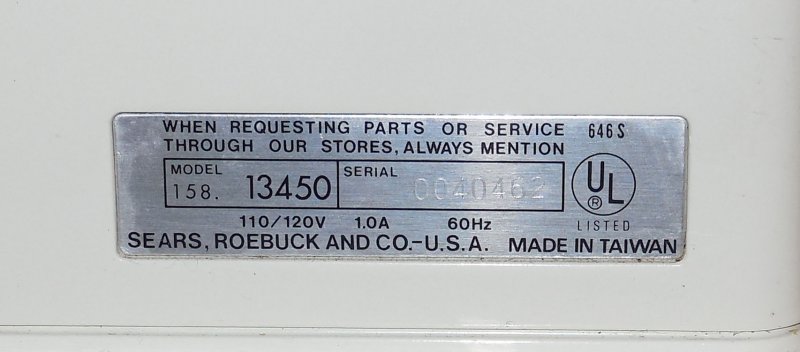 WHEN REQUESTING PARTS OR SERVICE 646 S
THROUGH OUR STORES, ALWAYS MENTION
MODEL
158. 13450
SERIAL
0040462
UL
®
LISTED
110/120V 1.0A 60Hz
SEARS, ROEBUCK AND CO.-U.S.A. MADE IN TAIWAN